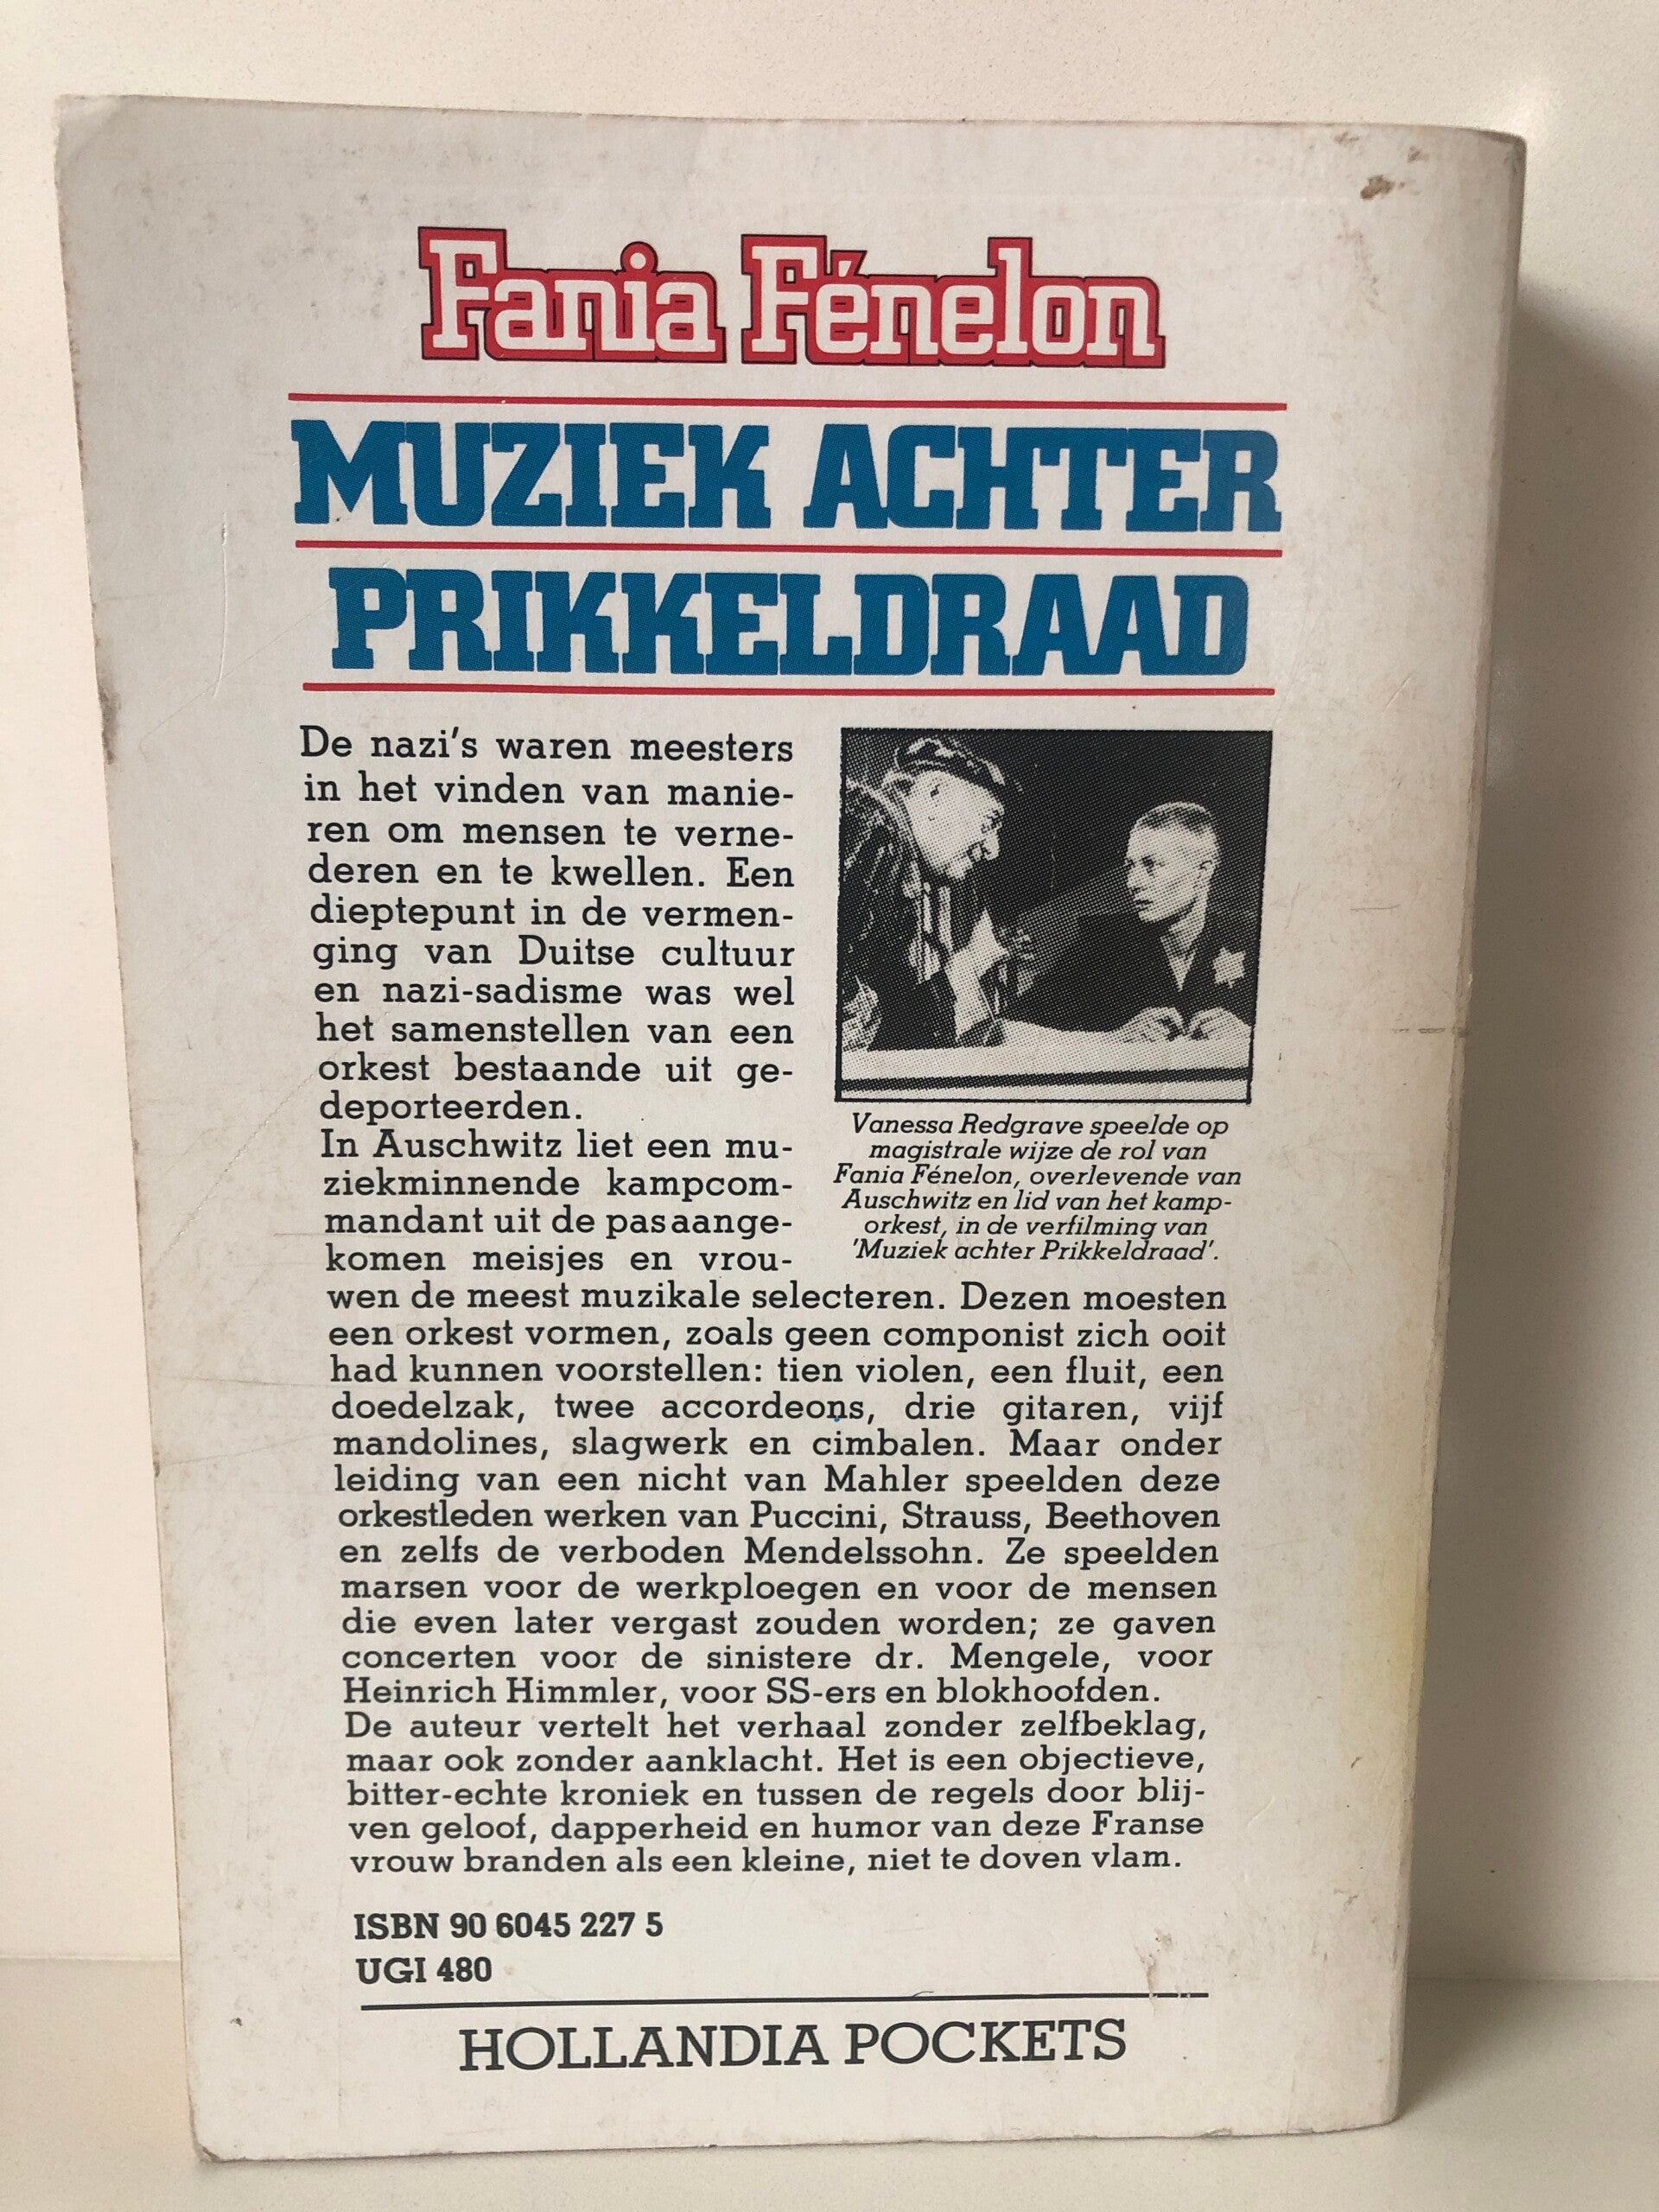 Fania Fénelon
MUZIEK ACHTER
PRIKKELDRAAD
De nazi's waren meesters
in het vinden van manie-
ren om mensen te verne-
deren en te kwellen. Een
dieptepunt in de vermen-
ging van Duitse cultuur
en nazi-sadisme was wel
het samenstellen van een
orkest bestaande uit ge-
deporteerden.
In Auschwitz liet een mu-
ziekminnende kampcom-
mandant uit de pas aange-
komen meisjes en vrou-
Vanessa Redgrave speelde op
magistrale wijze de rol van
Fania Fénelon, overlevende van
Auschwitz en lid van het kamp-
orkest, in de verfilming van
'Muziek achter Prikkeldraad'.
wen de meest muzikale selecteren. Dezen moesten
een orkest vormen, zoals geen componist zich ooit
had kunnen voorstellen: tien violen, een fluit, een
doedelzak, twee accordeons, drie gitaren, vijf
mandolines, slagwerk en cimbalen. Maar onder
leiding van een nicht van Mahler speelden deze
orkestleden werken van Puccini, Strauss, Beethoven
en zelfs de verboden Mendelssohn. Ze speelden
marsen voor de werkploegen en voor de mensen
die even later vergast zouden worden; ze gaven
concerten voor de sinistere dr. Mengele, voor
Heinrich Himmler, voor SS-ers en blokhoofden.
De auteur vertelt het verhaal zonder zelfbeklag,
maar ook zonder aanklacht. Het is een objectieve,
bitter-echte kroniek en tussen de regels door blij-
ven geloof, dapperheid en humor van deze Franse
vrouw branden als een kleine, niet te doven vlam.
ISBN 90 6045 227 5
UGI 480
HOLLANDIA POCKETS